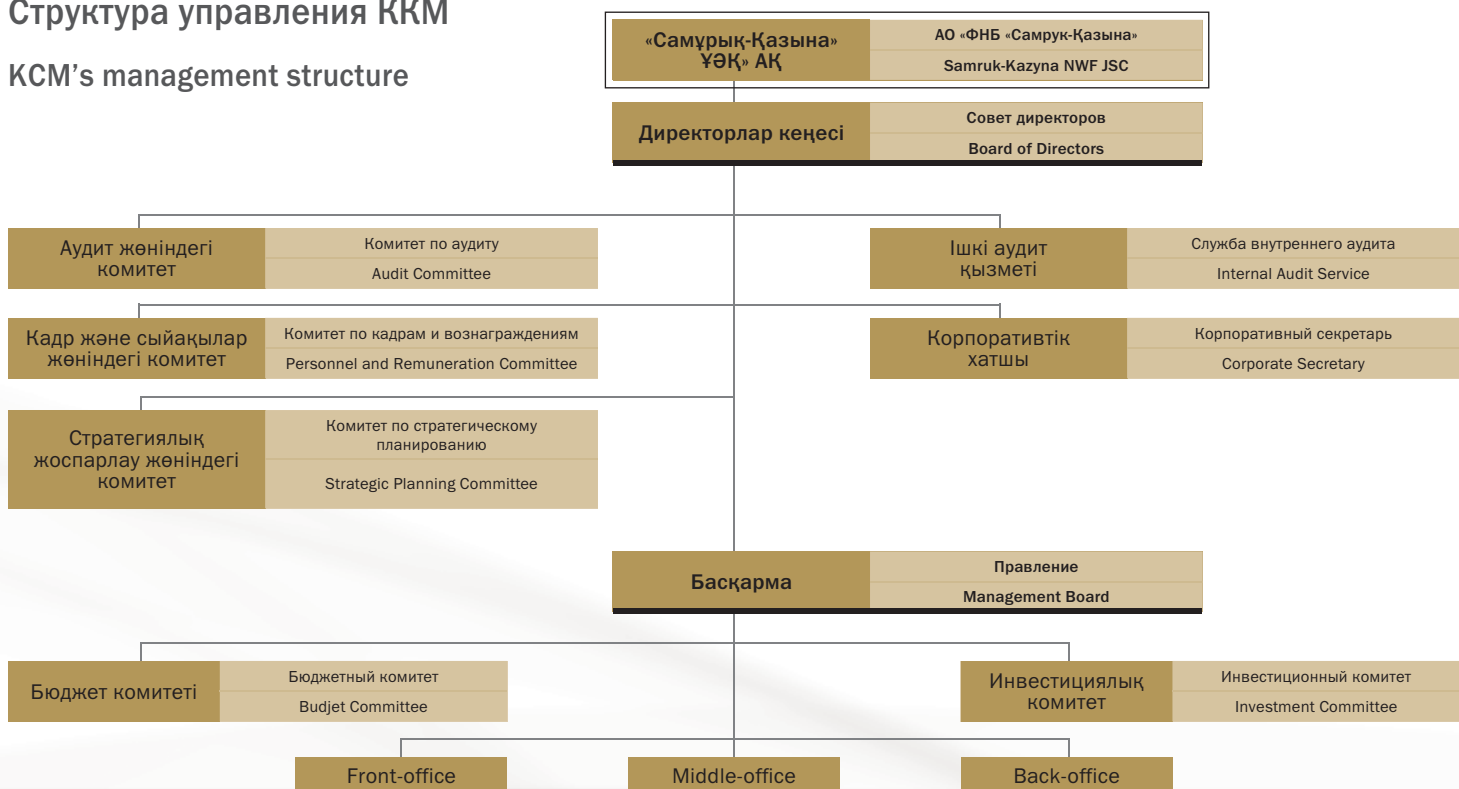 Структура управления ККМ
KCM’s management structure
«Самұрық-Қазына»
ҰӘҚ» АҚ
АО «ФНБ «Самрук-Қазына»
Samruk-Kazyna NWF JSC
Директорлар кеңесі
Совет директоров
Board of Directors
Аудит жөніндегі
комитет
Комитет по аудиту
Audit Committee
Ішкі аудит
қызметі
Служба внутреннего аудита
Internal Audit Service
Кадр және сыйақылар
жөніндегі комитет
Комитет по кадрам и вознаграждениям
Personnel and Remuneration Committee
Корпоративтік
хатшы
Корпоративный секретарь
Corporate Secretary
Стратегиялық
жоспарлау жөніндегі
комитет
Комитет по стратегическому
планированию
Strategic Planning Committee
Басқарма
Правление
Management Board
Бюджет комитеті
Бюджетный комитет
Budjet Committee
Инвестициялық
комитет
Инвестиционный комитет
Investment Committee
Front-office
Middle-office
Back-office